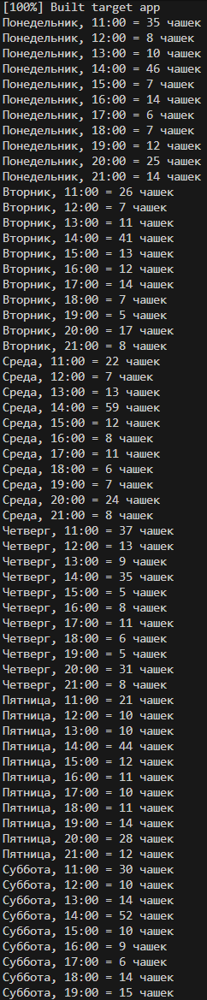 [100%] Built target app
Понедельник, 11:00 = 35 чашек
Понедельник, 12:00 = 8 чашек
Понедельник, 13:00 = 10 чашек
Понедельник, 14:00 = 46 чашек
Понедельник, 15:00 = 7 чашек
Понедельник, 16:00 = 14 чашек
Понедельник, 17:00 = 6 чашек
Понедельник, 18:00 = 7 чашек
Понедельник, 19:00 = 12 чашек
Понедельник, 20:00 = 25 чашек
Понедельник, 21:00 = 14 чашек
Вторник, 11:00 = 26 чашек
Вторник, 12:00 = 7 чашек
Вторник, 13:00 = 11 чашек
Вторник, 14:00 = 41 чашек
Вторник, 15:00 = 13 чашек
Вторник, 16:00 = 12 чашек
Вторник, 17:00 = 14 чашек
Вторник, 18:00 = 7 чашек
Вторник, 19:00 = 5 чашек
Вторник, 20:00 = 17 чашек
Вторник, 21:00 = 8 чашек
Среда, 11:00 = 22 чашек
Среда, 12:00 = 7 чашек
Среда, 13:00 = 13 чашек
Среда, 14:00 = 59 чашек
Среда, 15:00 = 12 чашек
Среда, 16:00 = 8 чашек
Среда, 17:00 = 11 чашек
Среда, 18:00 = 6 чашек
Среда, 19:00 = 7 чашек
Среда, 20:00 = 24 чашек
Среда, 21:00 = 8 чашек
Четверг, 11:00 = 37 чашек
Четверг, 12:00 = 13 чашек
Четверг, 13:00 = 9 чашек
Четверг, 14:00 = 35 чашек
Четверг, 15:00 = 5 чашек
Четверг, 16:00 = 8 чашек
Четверг, 17:00 = 11 чашек
Четверг, 18:00 = 6 чашек
Четверг, 19:00 = 5 чашек
Четверг, 20:00 = 31 чашек
Четверг, 21:00 = 8 чашек
Пятница, 11:00 = 21 чашек
Пятница, 12:00 = 10 чашек
Пятница, 13:00 = 10 чашек
Пятница, 14:00 = 44 чашек
Пятница, 15:00 = 12 чашек
Пятница, 16:00 = 11 чашек
Пятница, 17:00 = 10 чашек
Пятница, 18:00 = 11 чашек
Пятница, 19:00 = 14 чашек
Пятница, 20:00 = 28 чашек
Пятница, 21:00 = 12 чашек
Суббота, 11:00 = 30 чашек
Суббота, 12:00 = 10 чашек
Суббота, 13:00 = 14 чашек
Суббота, 14:00 = 52 чашек
Суббота, 15:00 = 10 чашек
Суббота, 16:00 = 9 чашек
Суббота, 17:00 = 6 чашек
Суббота, 18:00 = 14 чашек
Суббота, 19:00 = 15 чашек